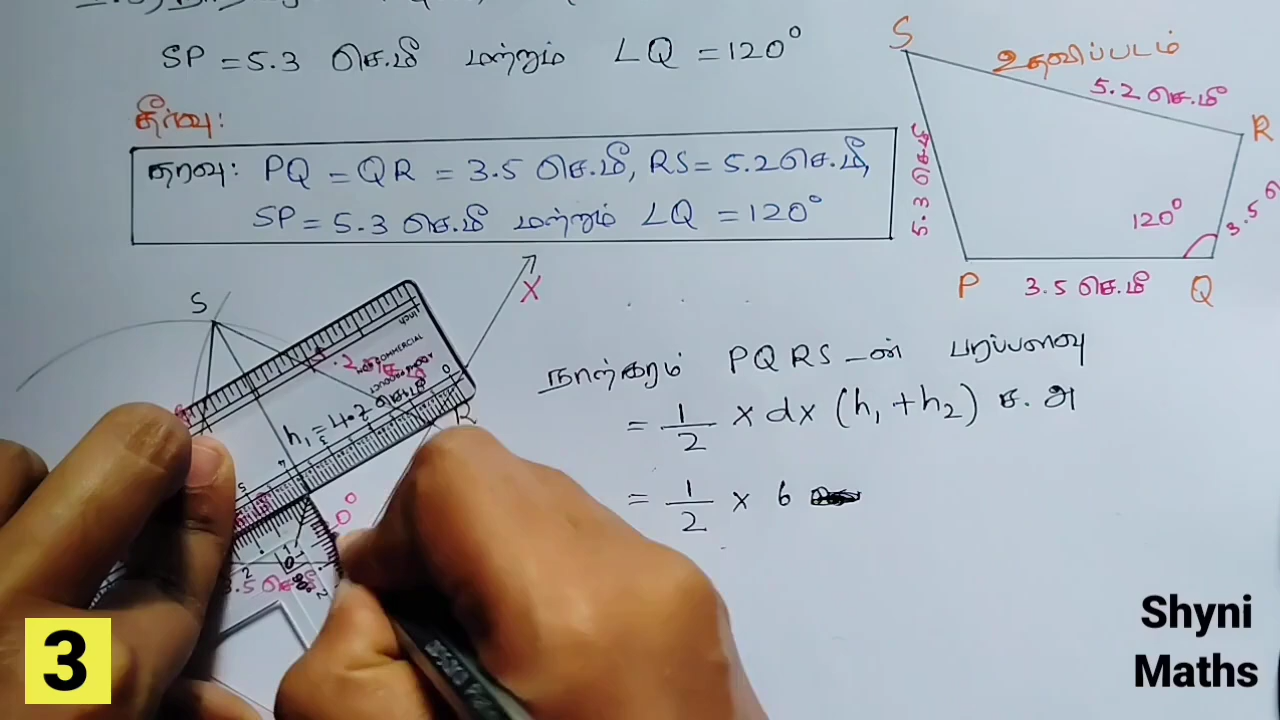 SP = 5.3 செ.மீ மற்றும் ∠Q = 120°
தீர்வு:
தரவு: PQ = QR = 3.5 செ.மீ, RS = 5.2 செ.மீ,
SP = 5.3 செ.மீ மற்றும் ∠Q = 120°
S
உதவிப்படம்
5.2 செ.மீ
R
5.3 செ.மீ
120°
3.5
P
3.5 செ.மீ
Q
S
X
h₁ = 4.7
R
நாள்கரம் PQRS -ன் பரப்பளவு
= 1/2 × d × (h₁ + h₂) ச. அ
= 1/2 × 6
3
Shyni
Maths